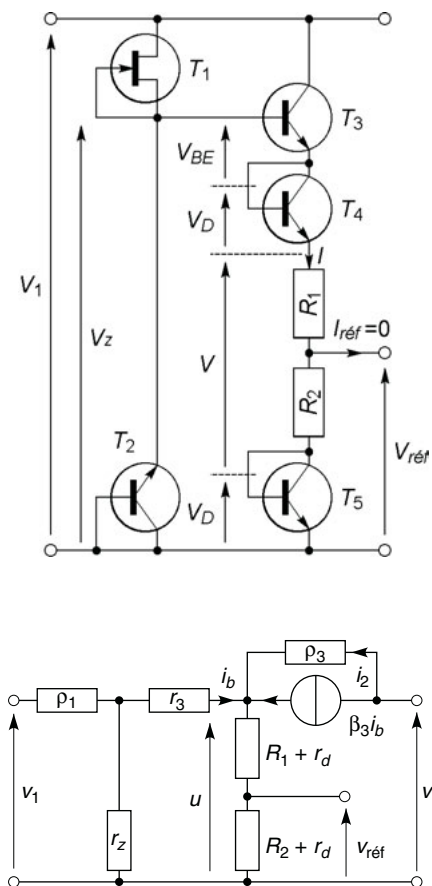 T1
T3
VBE
T4
VD
I
V1
R1
Iréf =0
Vz
V
R2
T2
Vréf
VD
T5
ρ3
ρ1
r3
ib
i2
β3ib
R1 + rd
v1
u
v
rz
R2 + rd
vréf